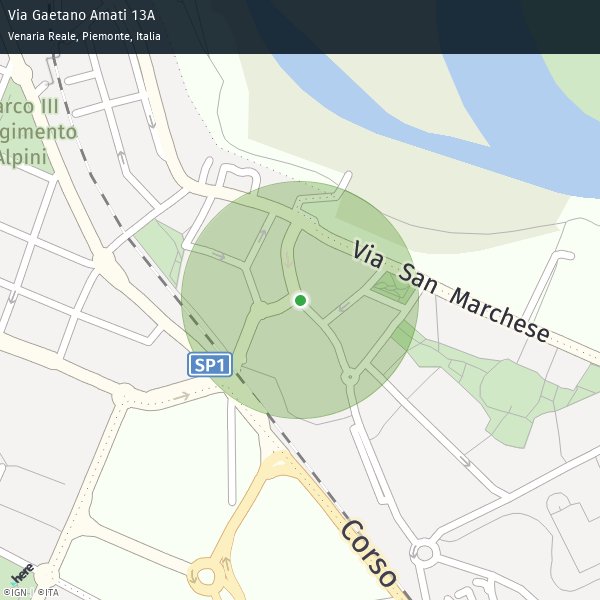 Via Gaetano Amati 13A
Venaria Reale, Piemonte, Italia
arco III
gimento
Alpini
Via San Marchese
SP1
Corso
here
©IGN- ©ITA